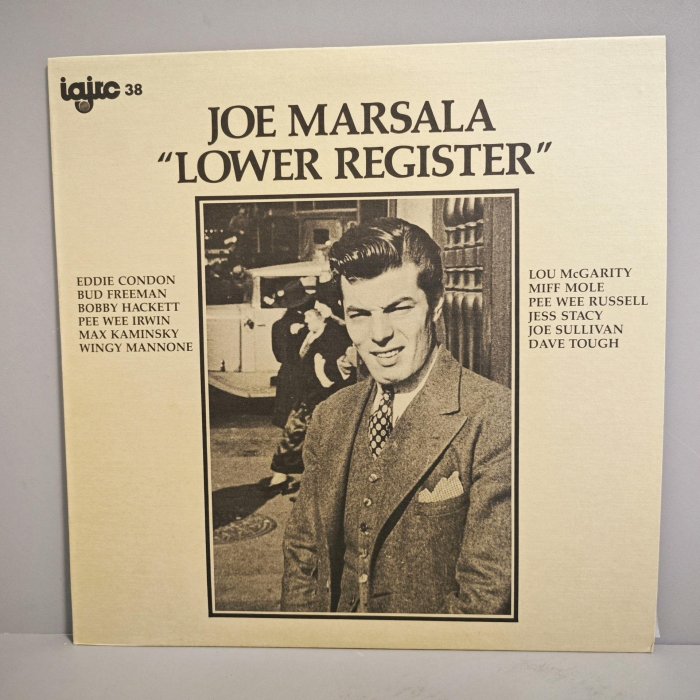 iajrc 38
JOE MARSALA
"LOWER REGISTER"
EDDIE CONDON
BUD FREEMAN
BOBBY HACKETT
PEE WEE IRWIN
MAX KAMINSKY
WINGY MANNONE
LOU McGARITY
MIFF MOLE
PEE WEE RUSSELL
JESS STACY
JOE SULLIVAN
DAVE TOUGH